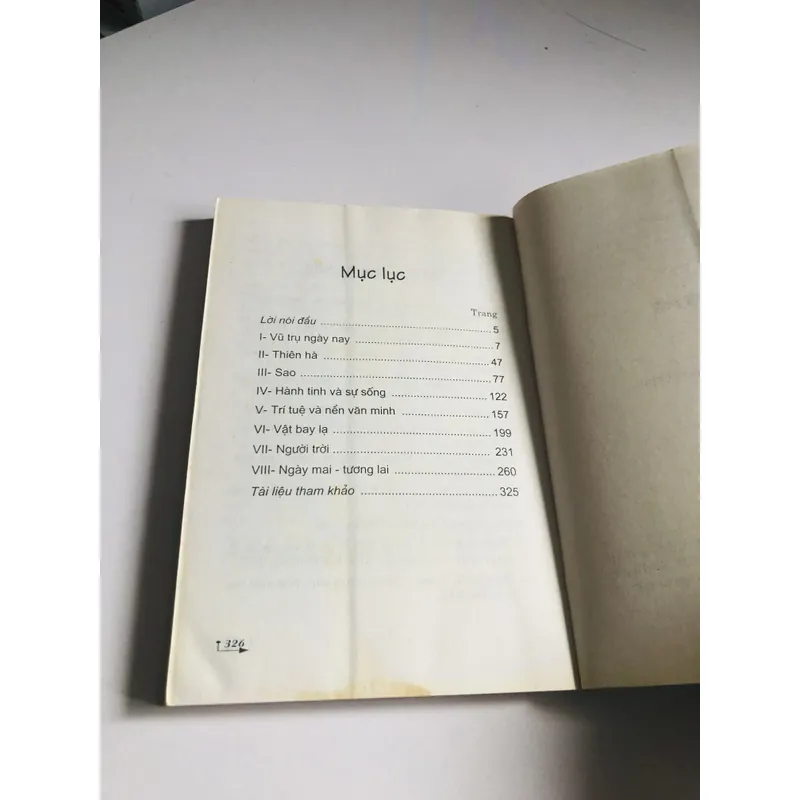 Mục lục
Trang
Lời nói đầu ........................................ 5
I- Vũ trụ ngày nay ........................................ 7
II- Thiên hà ........................................ 47
III- Sao ........................................ 77
IV- Hành tinh và sự sống ........................................ 122
V- Trí tuệ và nền văn minh ........................................ 157
VI- Vật bay lạ ........................................ 199
VII- Người trời ........................................ 231
VIII- Ngày mai - tương lai ........................................ 260
Tài liệu tham khảo ........................................ 325
326